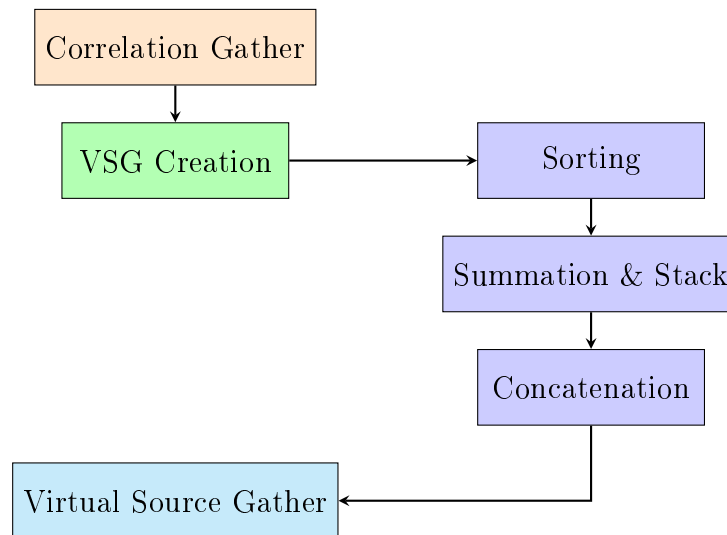 Correlation Gather
VSG Creation
Sorting
Summation & Stack
Concatenation
Virtual Source Gather